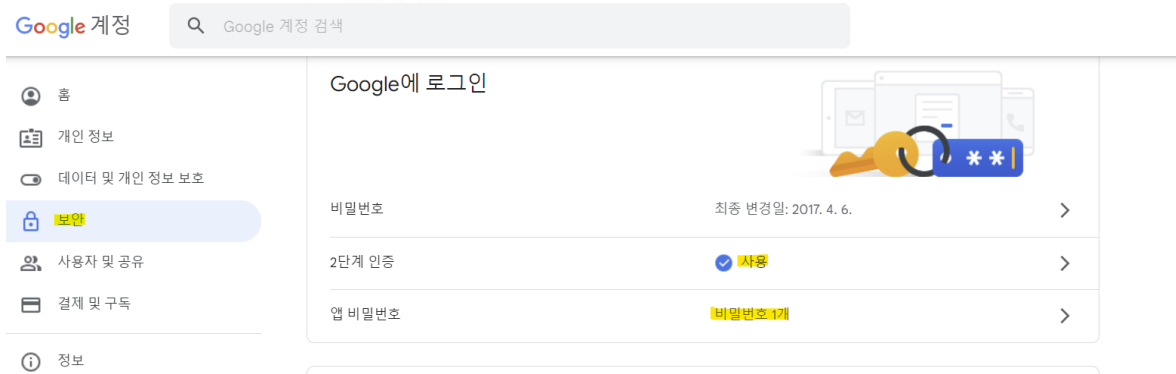 Google 계정
Google 계정 검색
홈
개인 정보
데이터 및 개인 정보 보호
보안
사용자 및 공유
결제 및 구독
정보
Google에 로그인
**
비밀번호 최종 변경일: 2017. 4. 6.
2단계 인증 사용
앱 비밀번호 비밀번호 1개